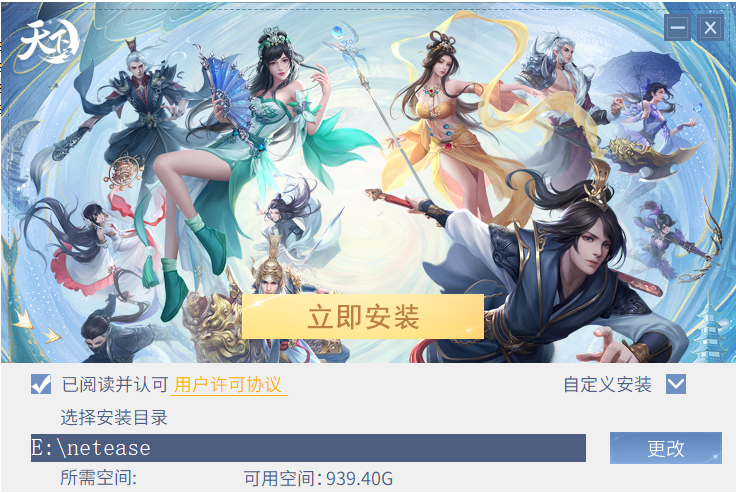 天下
立即安装
已阅读并认可 用户许可协议
自定义安装
选择安装目录
E:\netease
更改
所需空间:
可用空间：939.40G